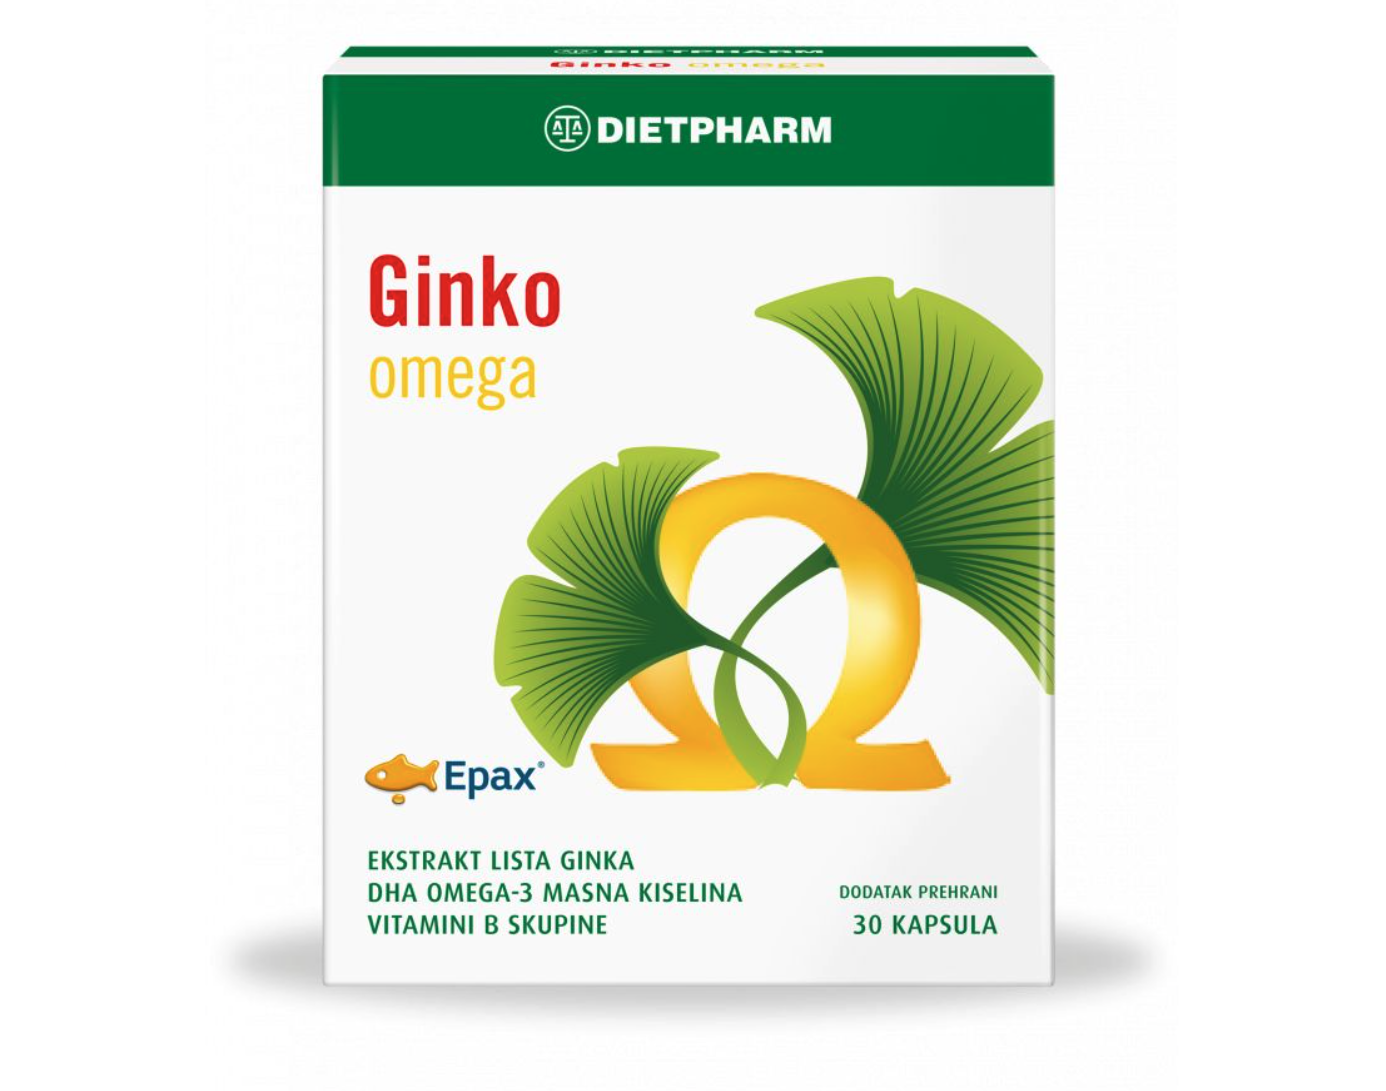 DIETPHARM
Ginko omega
DIETPHARM
Ginko
omega
Epax®
EKSTRAKT LISTA GINKA
DHA OMEGA-3 MASNA KISELINA
VITAMINI B SKUPINE
DODATAK PREHRANI
30 KAPSULA